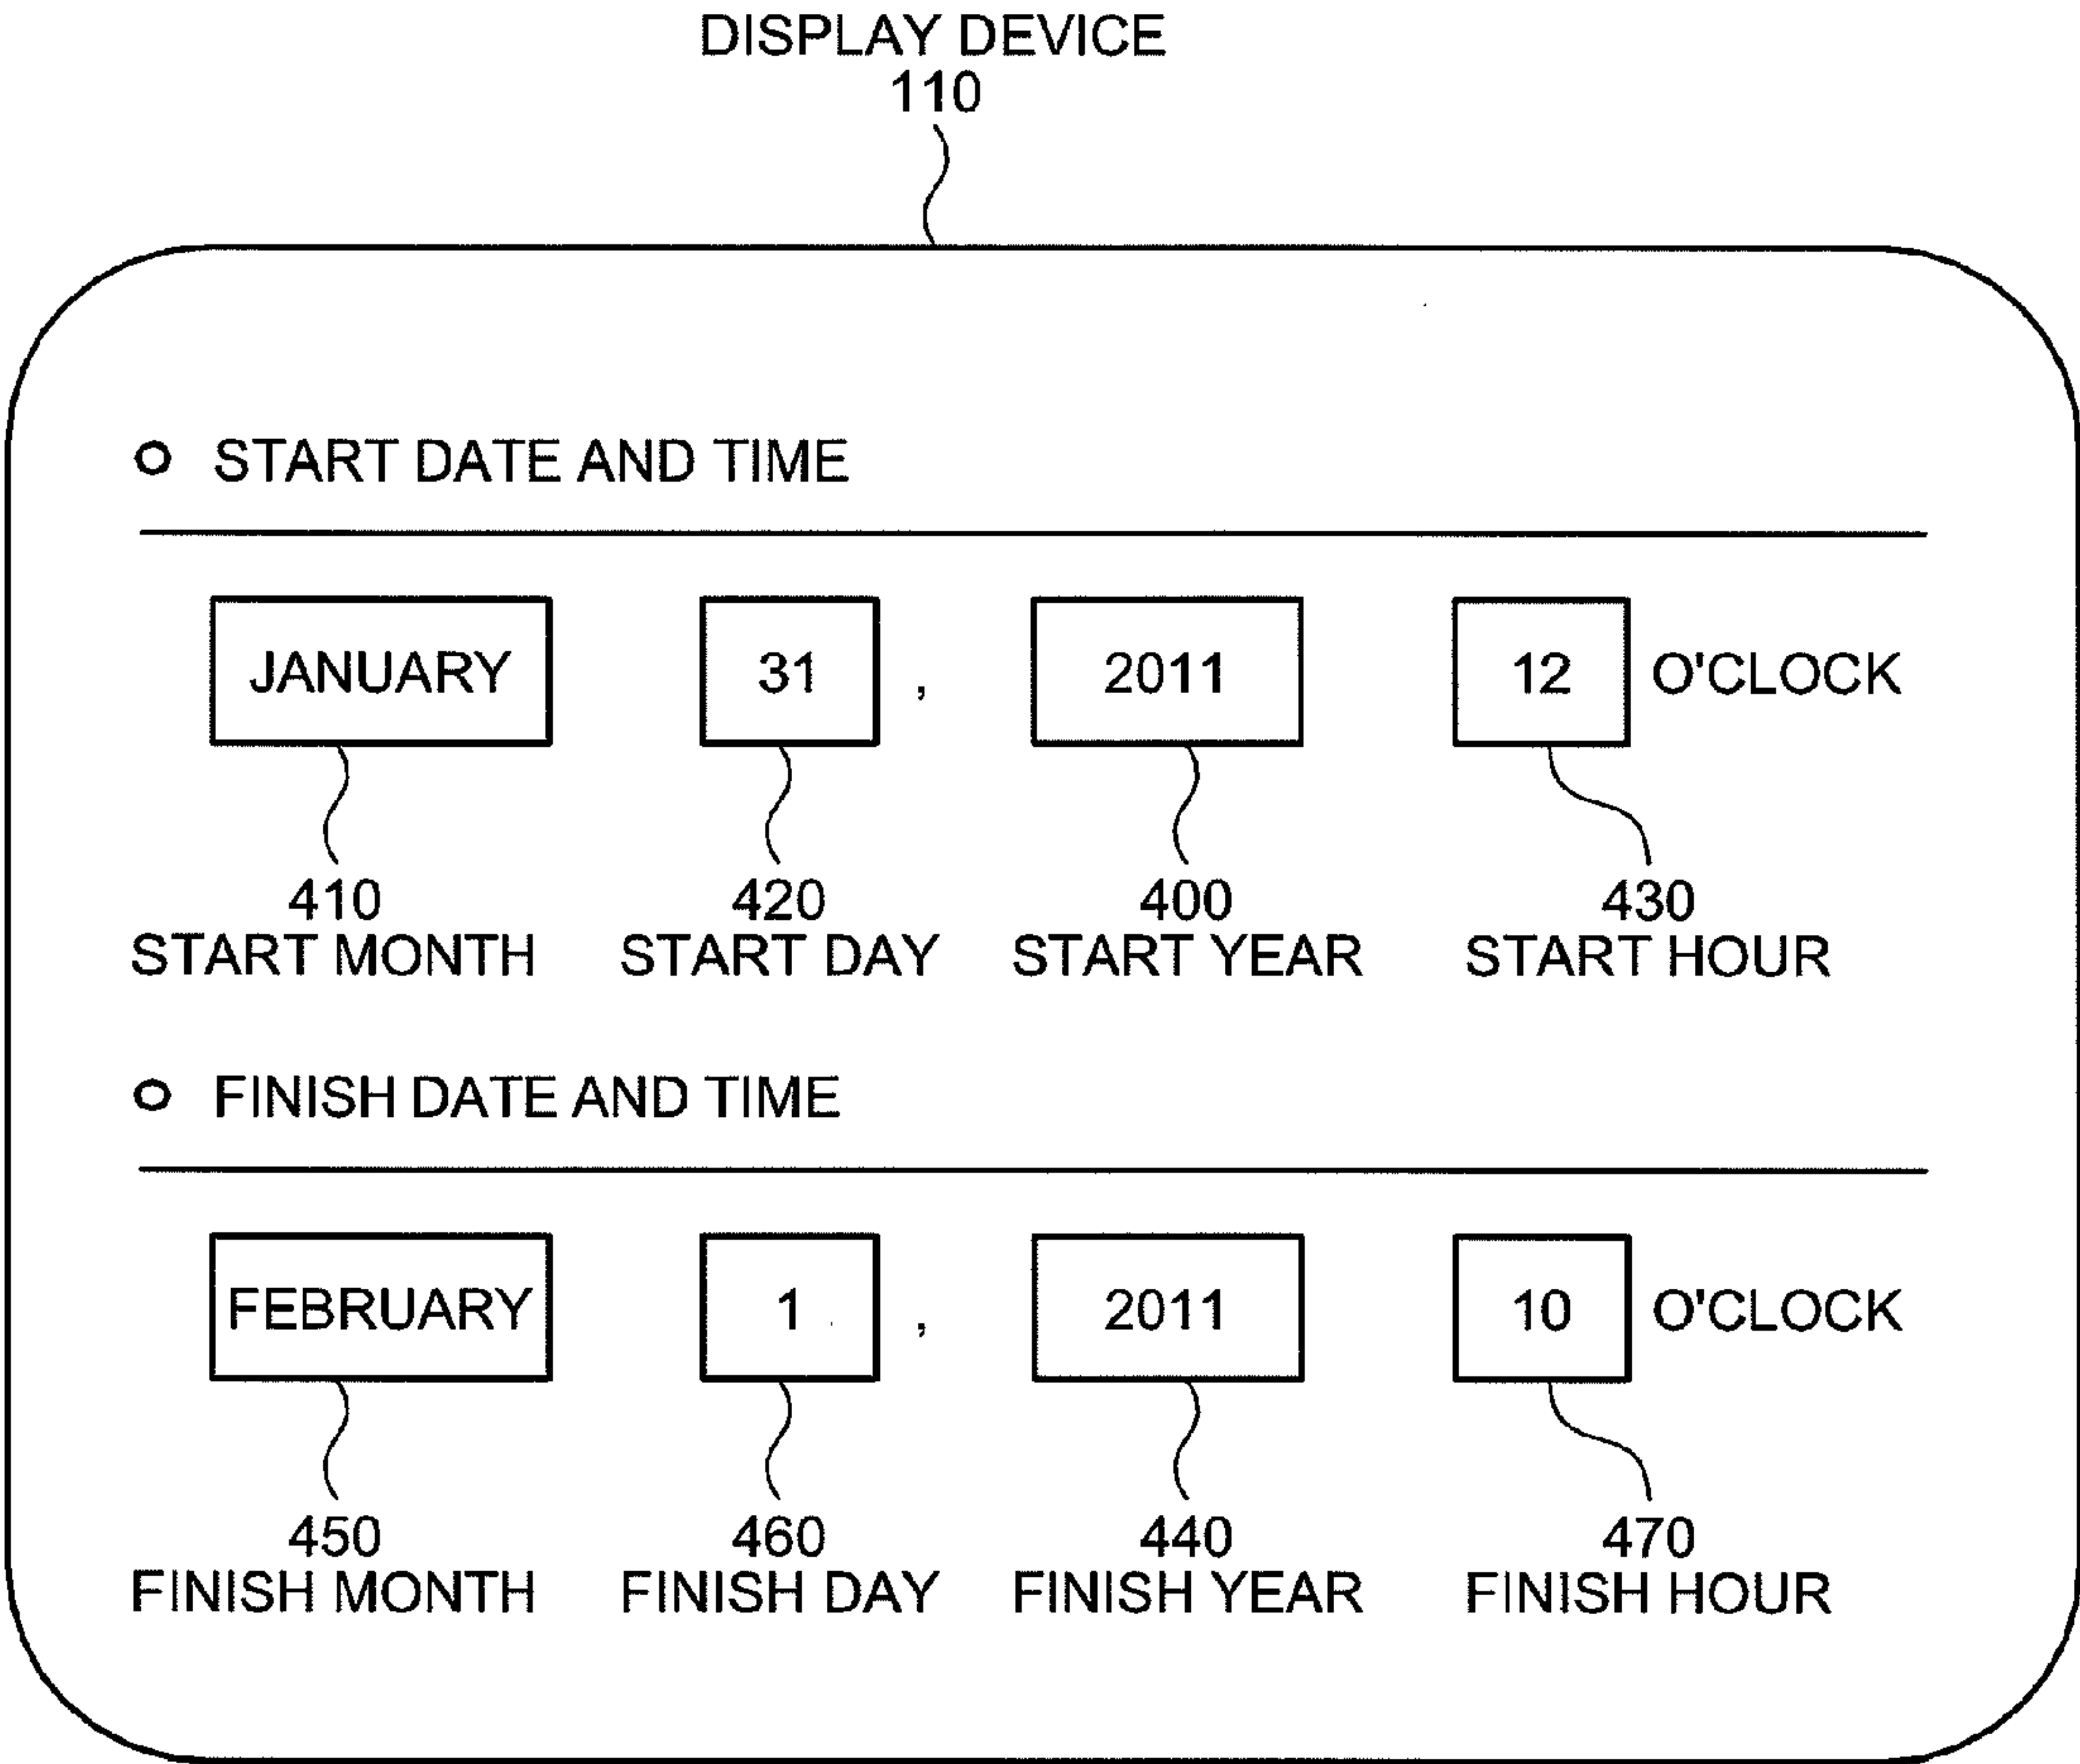 DISPLAY DEVICE
110
START DATE AND TIME
JANUARY 31 , 2011 12 O'CLOCK
410 420 400 430
START MONTH START DAY START YEAR START HOUR
FINISH DATE AND TIME
FEBRUARY 1 , 2011 10 O'CLOCK
450 460 440 470
FINISH MONTH FINISH DAY FINISH YEAR FINISH HOUR